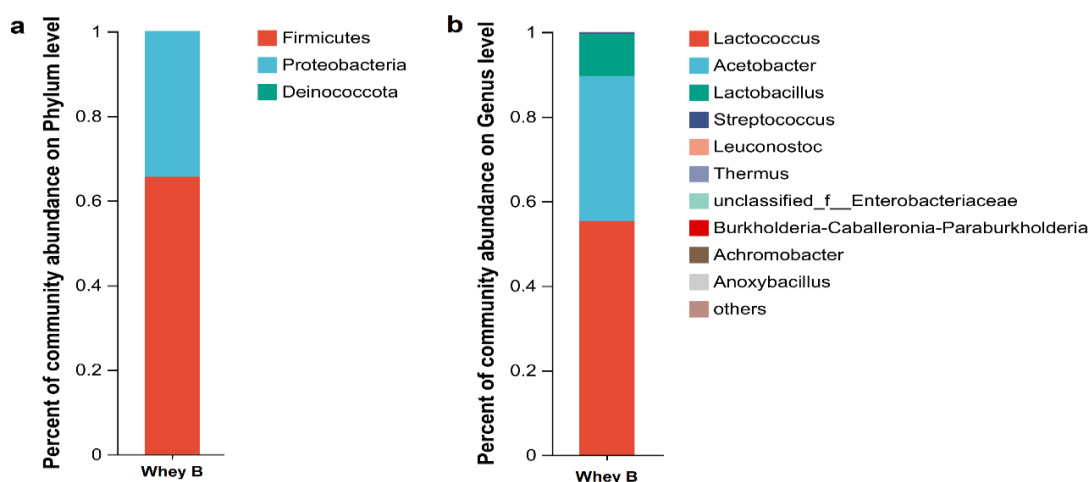 a
Percent of community abundance on Phylum level
1
0.8
0.6
0.4
0.2
0
Whey B
Firmicutes
Proteobacteria
Deinococcota
b
Percent of community abundance on Genus level
1
0.8
0.6
0.4
0.2
0
Whey B
Lactococcus
Acetobacter
Lactobacillus
Streptococcus
Leuconostoc
Thermus
unclassified_f__Enterobacteriaceae
Burkholderia-Caballeronia-Paraburkholderia
Achromobacter
Anoxybacillus
others